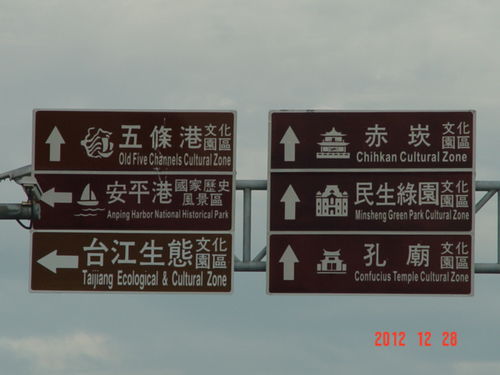 五條港 文化園區
Old Five Channels Cultural Zone
安平港 國家歷史風景區
Anping Harbor National Historical Park
台江生態 文化園區
Taijiang Ecological & Cultural Zone
赤崁 文化園區
Chihkan Cultural Zone
民生綠園 文化園區
Minsheng Green Park Cultural Zone
孔廟 文化園區
Confucius Temple Cultural Zone
2012 12 28